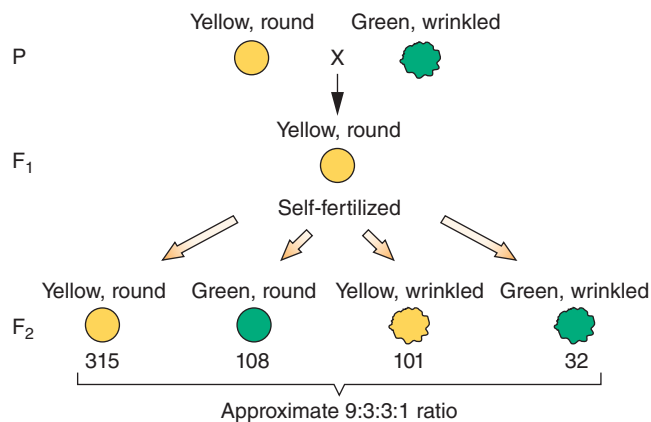 Yellow, round Green, wrinkled
P X
Yellow, round
F₁
Self-fertilized
Yellow, round Green, round Yellow, wrinkled Green, wrinkled
F₂
315 108 101 32
Approximate 9:3:3:1 ratio